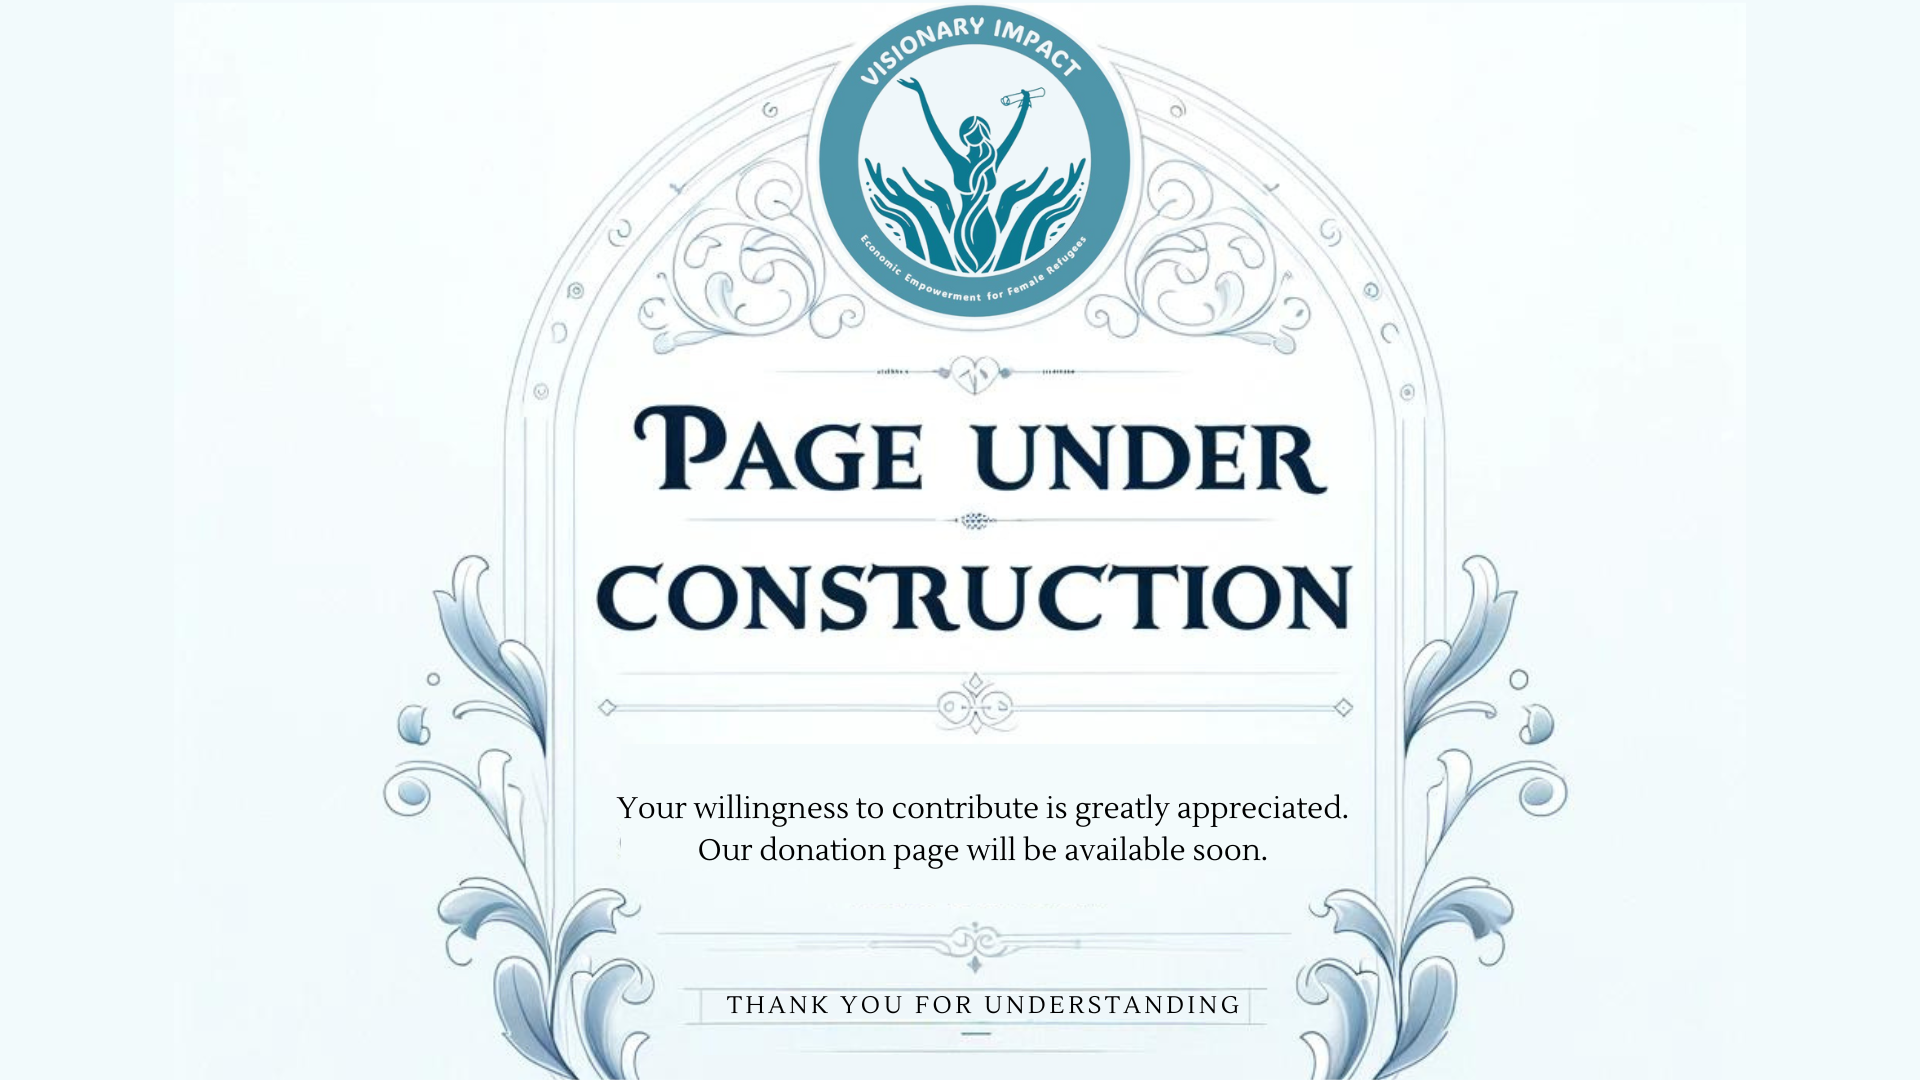 VISIONARY IMPACT
Economic Empowerment for Female Refugees
PAGE UNDER
CONSTRUCTION
Your willingness to contribute is greatly appreciated.
Our donation page will be available soon.
THANK YOU FOR UNDERSTANDING